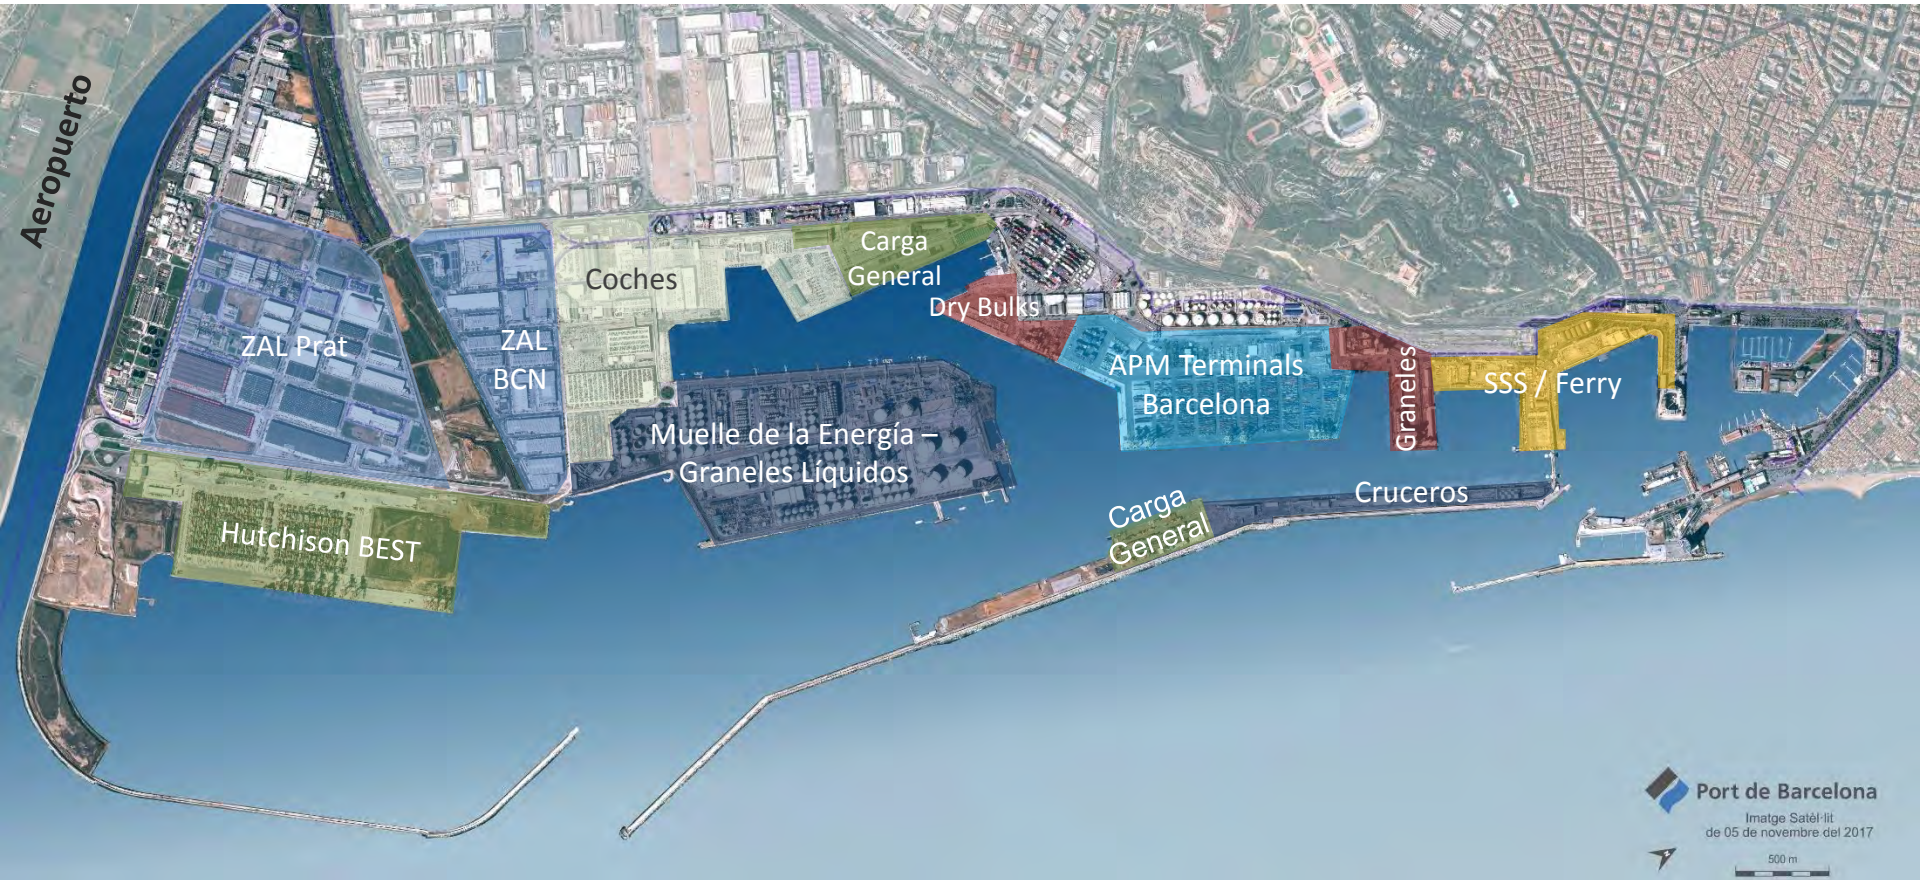 Aeropuerto
Carga
General
Coches
Dry Bulks
ZAL Prat
ZAL
BCN
APM Terminals
Barcelona
Graneles
SSS / Ferry
Muelle de la Energía –
Graneles Líquidos
Cruceros
Carga
General
Hutchison BEST
Port de Barcelona
Imatge Satèl·lit
de 05 de novembre del 2017
500 m